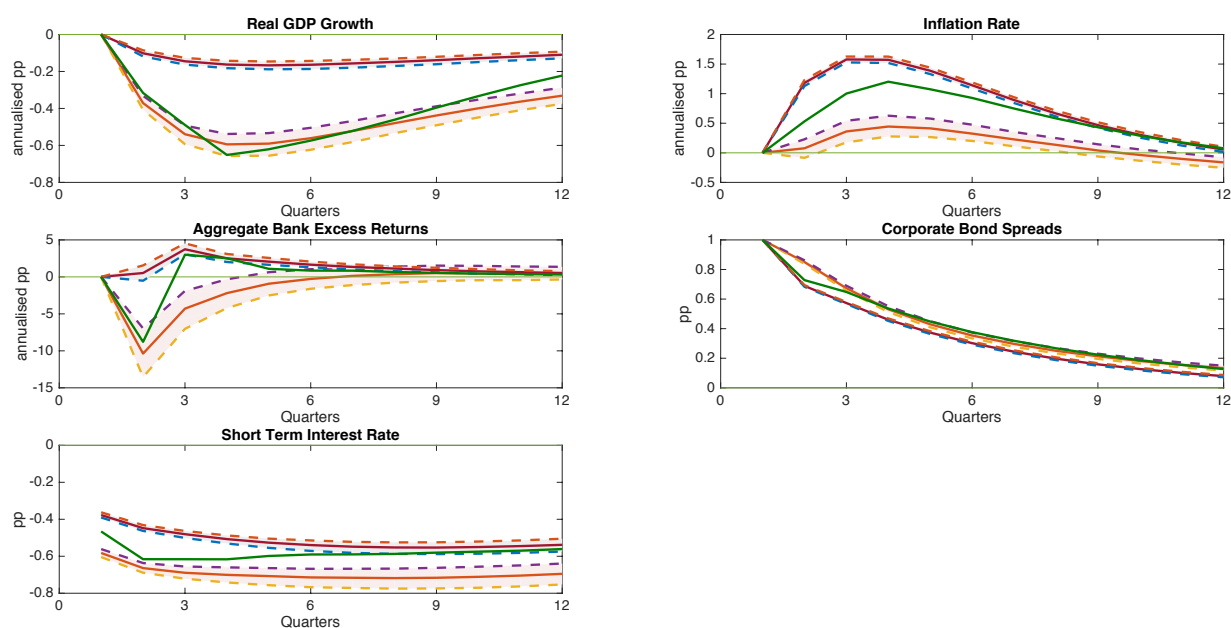 Real GDP Growth
0
-0.2
-0.4
-0.6
-0.8
annualised pp
0 3 6 9 12
Quarters
Inflation Rate
2
1.5
1
0.5
0
-0.5
annualised pp
0 3 6 9 12
Quarters
Aggregate Bank Excess Returns
5
0
-5
-10
-15
annualised pp
0 3 6 9 12
Quarters
Corporate Bond Spreads
1
0.8
0.6
0.4
0.2
0
pp
0 3 6 9 12
Quarters
Short Term Interest Rate
0
-0.2
-0.4
-0.6
-0.8
pp
0 3 6 9 12
Quarters